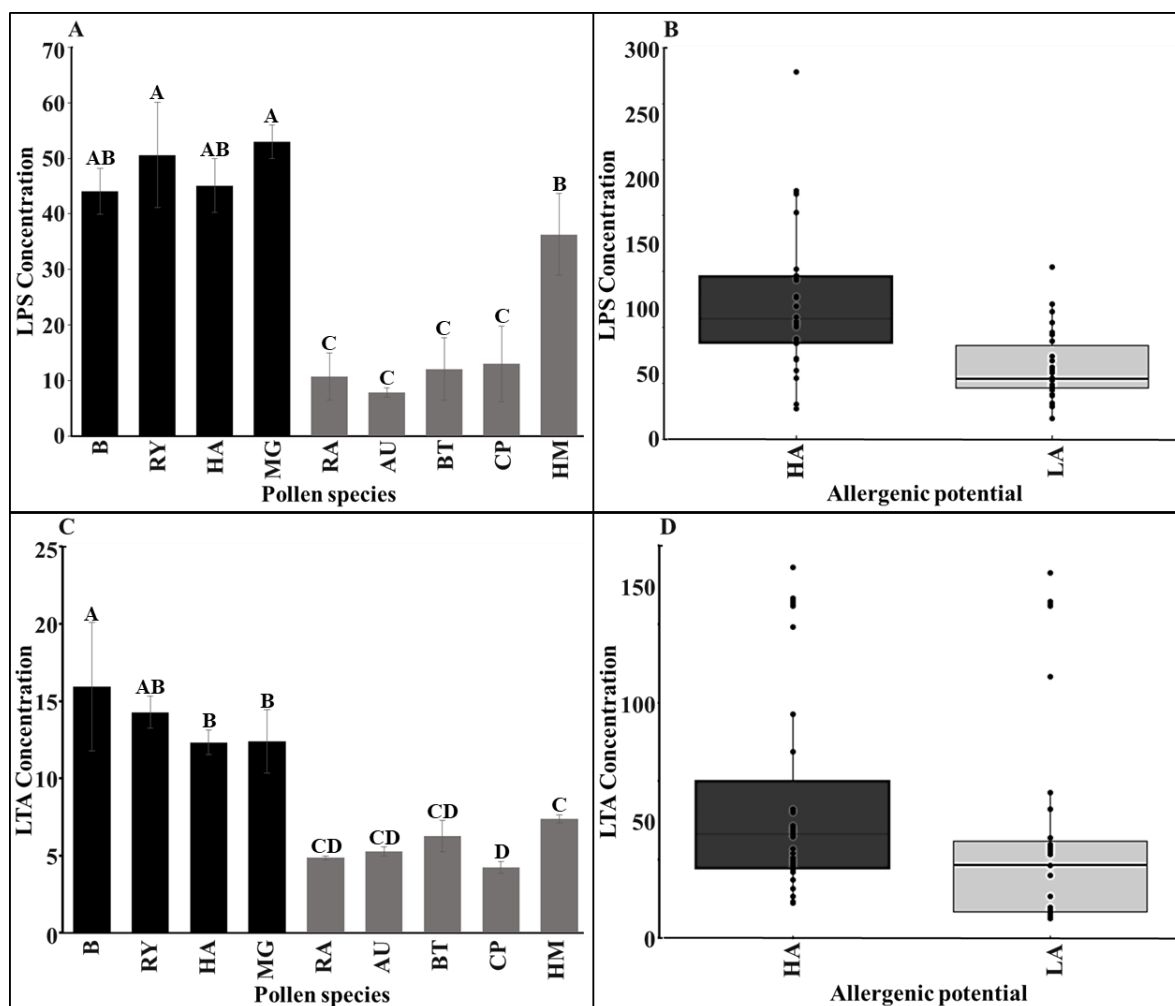 A
70
60
50
40
30
20
10
0
LPS Concentration
AB
A
AB
A
C
C
C
C
B
B
RY
HA
MG
RA
AU
BT
CP
HM
Pollen species
B
300
250
200
150
100
50
0
LPS Concentration
HA
LA
Allergenic potential
C
25
20
15
10
5
0
LTA Concentration
A
AB
B
B
CD
CD
CD
D
C
B
RY
HA
MG
RA
AU
BT
CP
HM
Pollen species
D
150
100
50
0
LTA Concentration
HA
LA
Allergenic potential